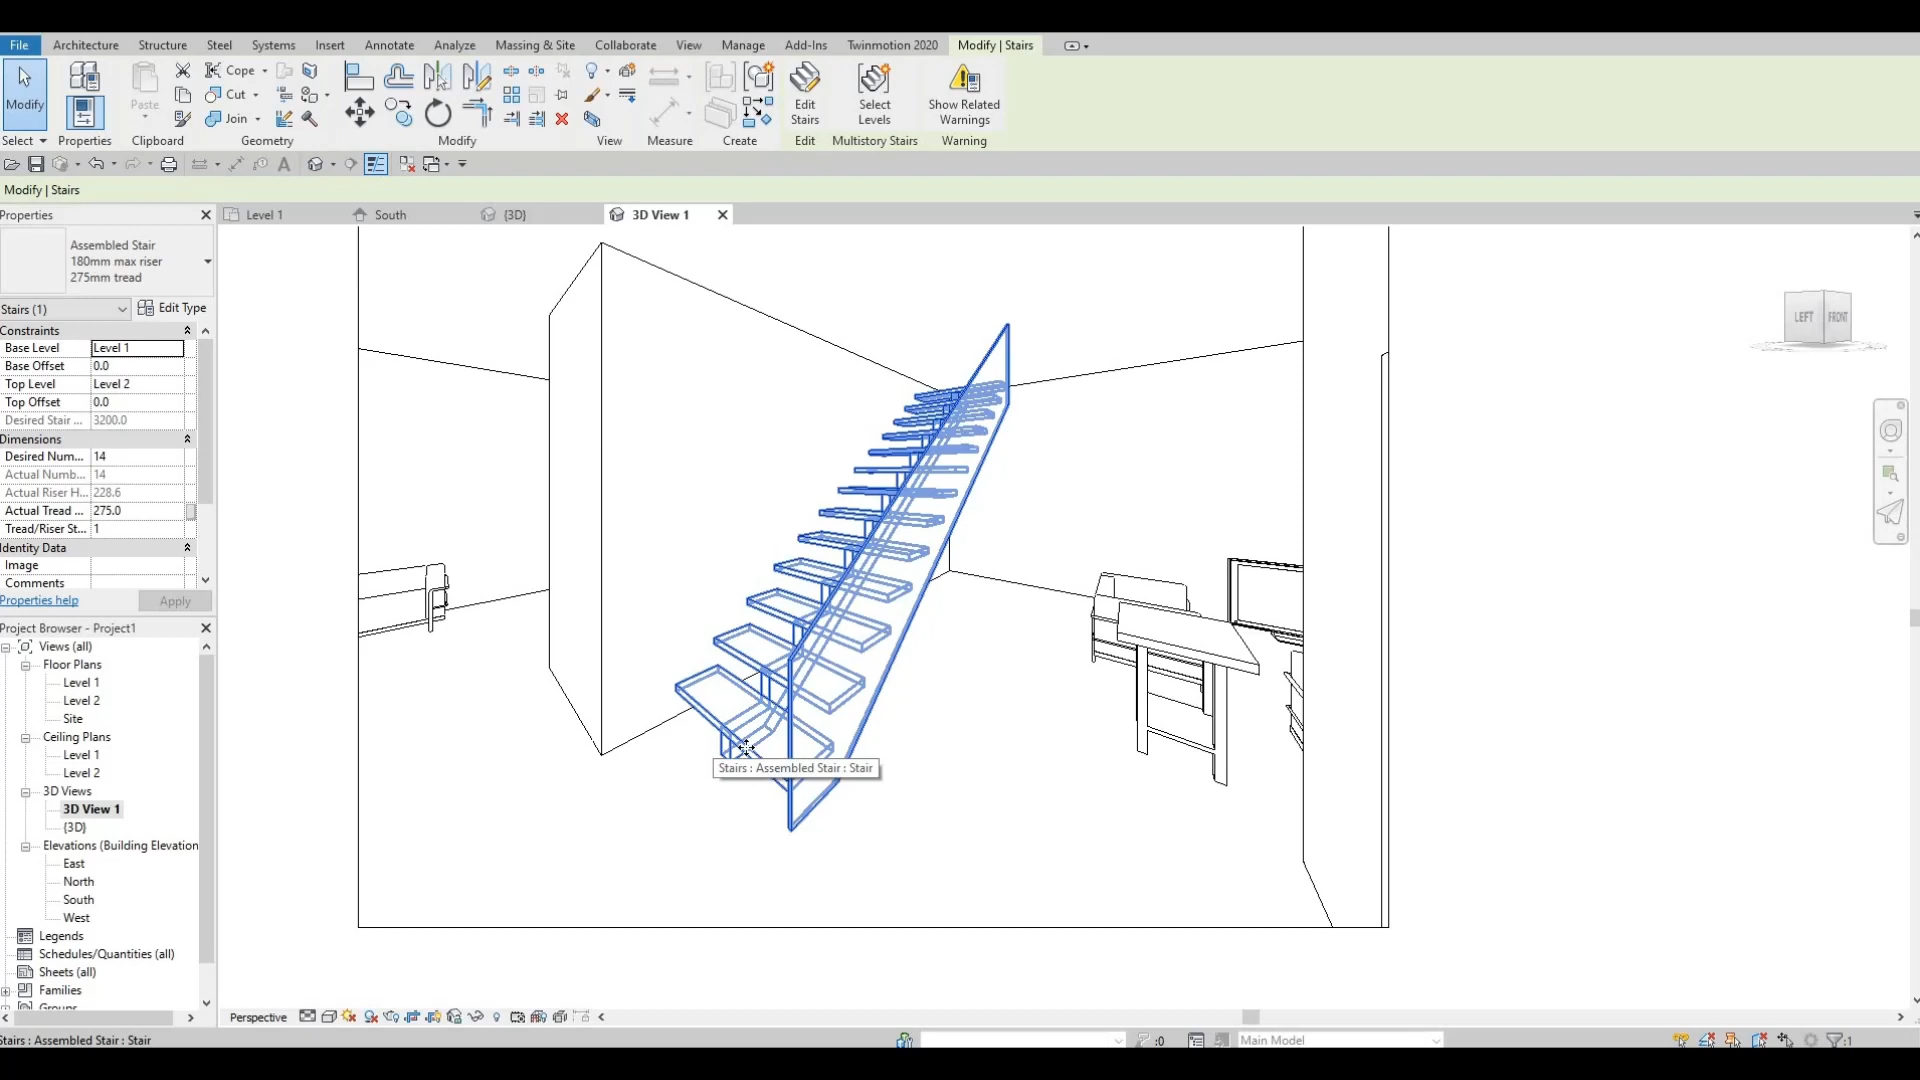 File Architecture Structure Steel Systems Insert Annotate Analyze Massing & Site Collaborate View Manage Add-Ins Twinmotion 2020 Modify | Stairs
Modify
Paste
Cope
Cut
Join
Edit Stairs
Select Levels
Show Related Warnings
Select Properties Clipboard Geometry Modify View Measure Create Edit Multistory Stairs Warning
Modify | Stairs
Properties
Level 1 South {3D} 3D View 1
Assembled Stair
180mm max riser
275mm tread
Stairs (1) Edit Type
Constraints
Base Level Level 1
Base Offset 0.0
Top Level Level 2
Top Offset 0.0
Desired Stair ... 3200.0
Dimensions
Desired Num... 14
Actual Numb... 14
Actual Riser H... 228.6
Actual Tread ... 275.0
Tread/Riser St... 1
Identity Data
Image
Comments
Properties help Apply
Project Browser - Project1
Views (all)
Floor Plans
Level 1
Level 2
Site
Ceiling Plans
Level 1
Level 2
3D Views
3D View 1
{3D}
Elevations (Building Elevation
East
North
South
West
Legends
Schedules/Quantities (all)
Sheets (all)
Families
Groups
LEFT FRONT
Stairs : Assembled Stair : Stair
Perspective
Stairs : Assembled Stair : Stair
:0
Main Model
:1